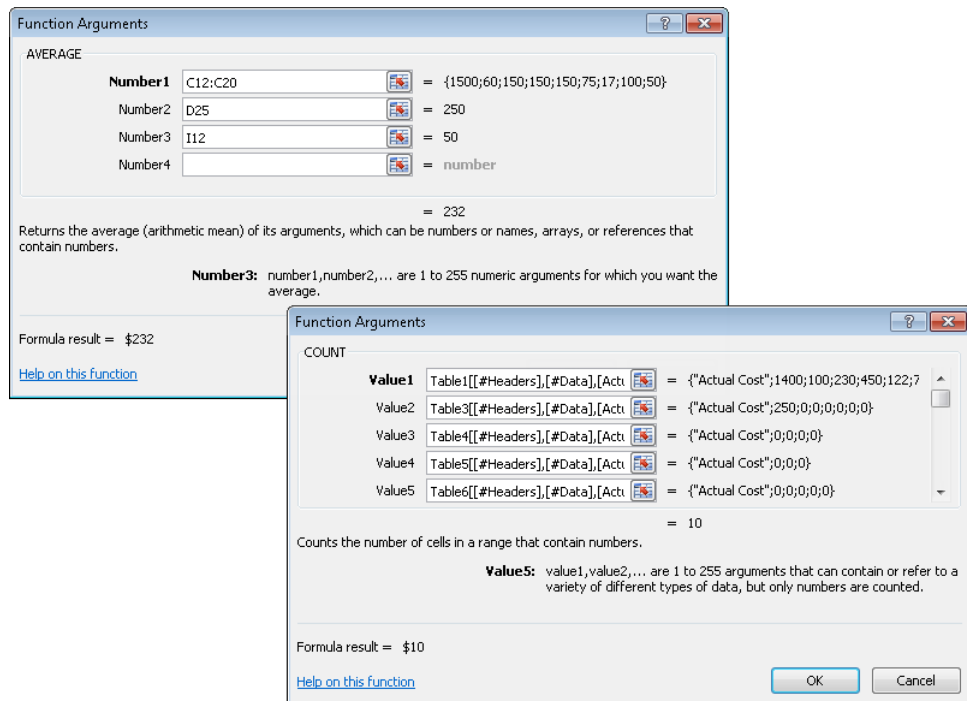 Function Arguments
AVERAGE
Number1 C12:C20 = {1500;60;150;150;150;75;17;100;50}
Number2 D25 = 250
Number3 I12 = 50
Number4 = number
= 232
Returns the average (arithmetic mean) of its arguments, which can be numbers or names, arrays, or references that
contain numbers.
Number3: number1,number2,... are 1 to 255 numeric arguments for which you want the
average.
Formula result = $232
Help on this function
Function Arguments
COUNT
Value1 Table1[[#Headers],[#Data],[Actu = {"Actual Cost";1400;100;230;450;122;7
Value2 Table3[[#Headers],[#Data],[Actu = {"Actual Cost";250;0;0;0;0;0;0}
Value3 Table4[[#Headers],[#Data],[Actu = {"Actual Cost";0;0;0;0}
Value4 Table5[[#Headers],[#Data],[Actu = {"Actual Cost";0;0;0}
Value5 Table6[[#Headers],[#Data],[Actu = {"Actual Cost";0;0;0;0;0}
= 10
Counts the number of cells in a range that contain numbers.
Value5: value1,value2,... are 1 to 255 arguments that can contain or refer to a
variety of different types of data, but only numbers are counted.
Formula result = $10
Help on this function
OK Cancel